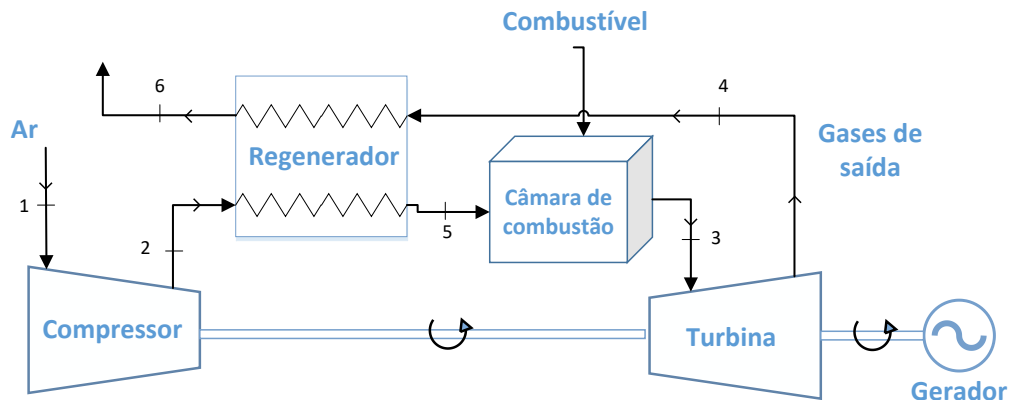 Combustível
6
4
Ar
Gases de
saída
Regenerador
Câmara de
combustão
1
2
5
3
Compressor
Turbina
Gerador